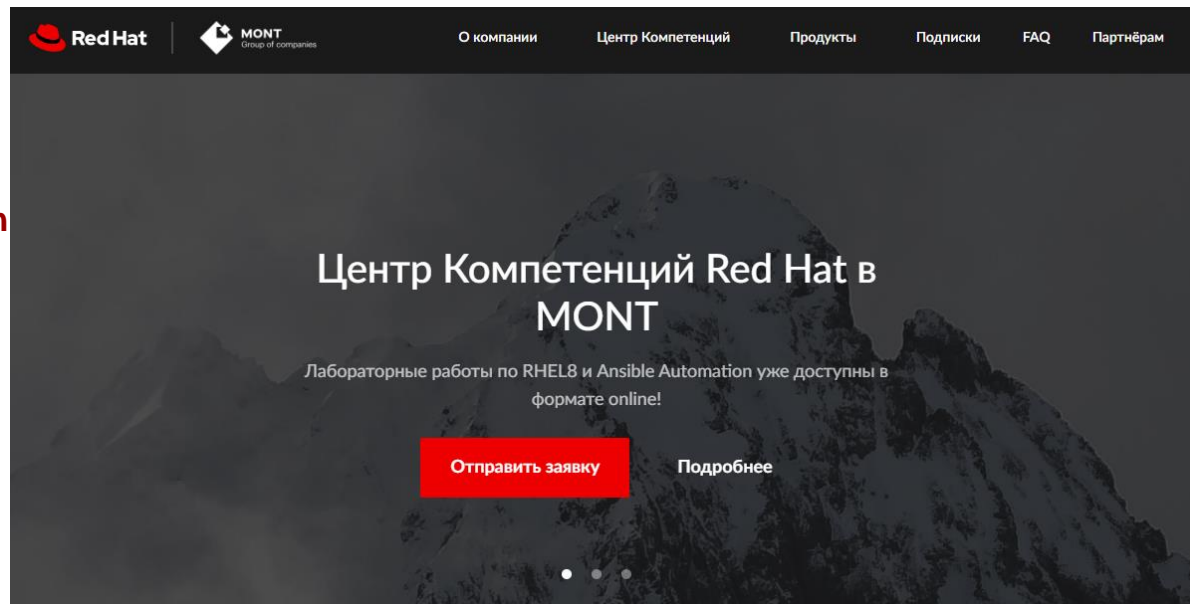 Red Hat
MONT
Group of companies
О компании
Центр Компетенций
Продукты
Подписки
FAQ
Партнёрам
Центр Компетенций Red Hat в
MONT
Лабораторные работы по RHEL8 и Ansible Automation уже доступны в
формате online!
Отправить заявку
Подробнее